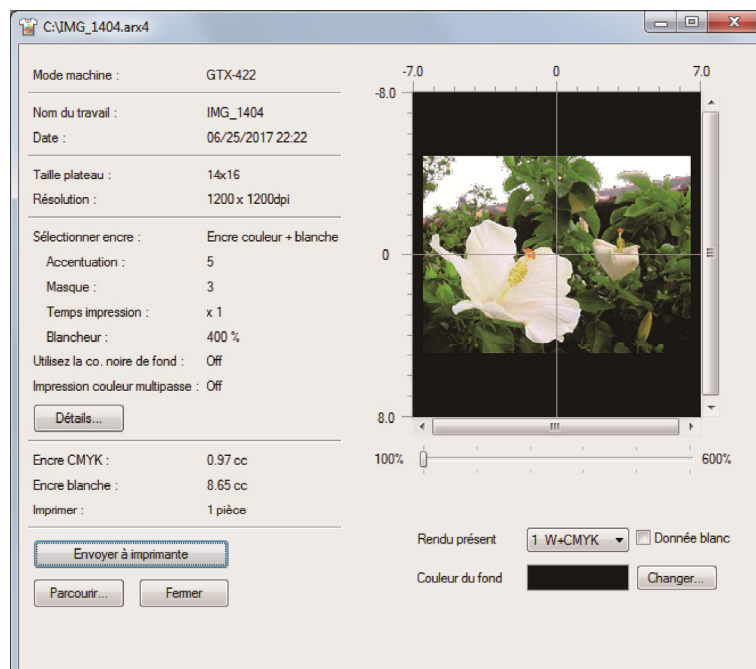 C:\IMG_1404.arx4
Mode machine : GTX-422
Nom du travail : IMG_1404
Date : 06/25/2017 22:22
Taille plateau : 14x16
Résolution : 1200 x 1200dpi
Sélectionner encre : Encre couleur + blanche
Accentuation : 5
Masque : 3
Temps impression : x 1
Blancheur : 400 %
Utilisez la co. noire de fond : Off
Impression couleur multipasse : Off
Détails...
Encre CMYK : 0.97 cc
Encre blanche : 8.65 cc
Imprimer : 1 pièce
Envoyer à imprimante
Parcourir... Fermer
-7.0 0 7.0
-8.0
0
8.0
100% 600%
Rendu présent 1 W+CMYK Donnée blanc
Couleur du fond Changer...